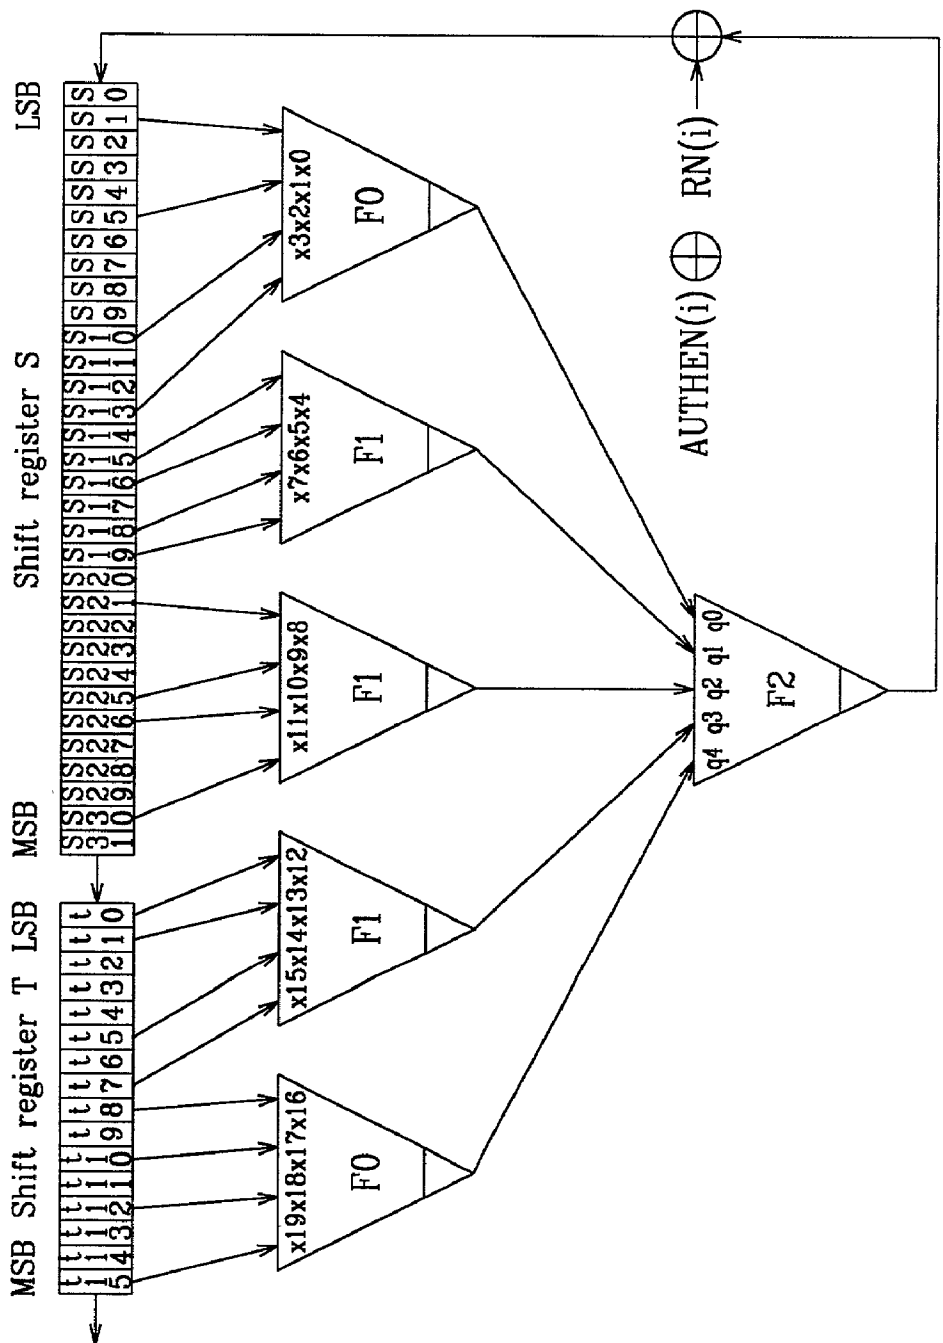 MSB Shift register T LSB MSB Shift register S LSB
t15 t14 t13 t12 t11 t10 t9 t8 t7 t6 t5 t4 t3 t2 t1 t0
S31 S30 S29 S28 S27 S26 S25 S24 S23 S22 S21 S20 S19 S18 S17 S16 S15 S14 S13 S12 S11 S10 S9 S8 S7 S6 S5 S4 S3 S2 S1 S0
x19x18x17x16 x15x14x13x12 x11x10x9x8 x7x6x5x4 x3x2x1x0
F0 F1 F1 F1 F0
AUTHEN(i) ⊕ RN(i)
q4 q3 q2 q1 q0
F2